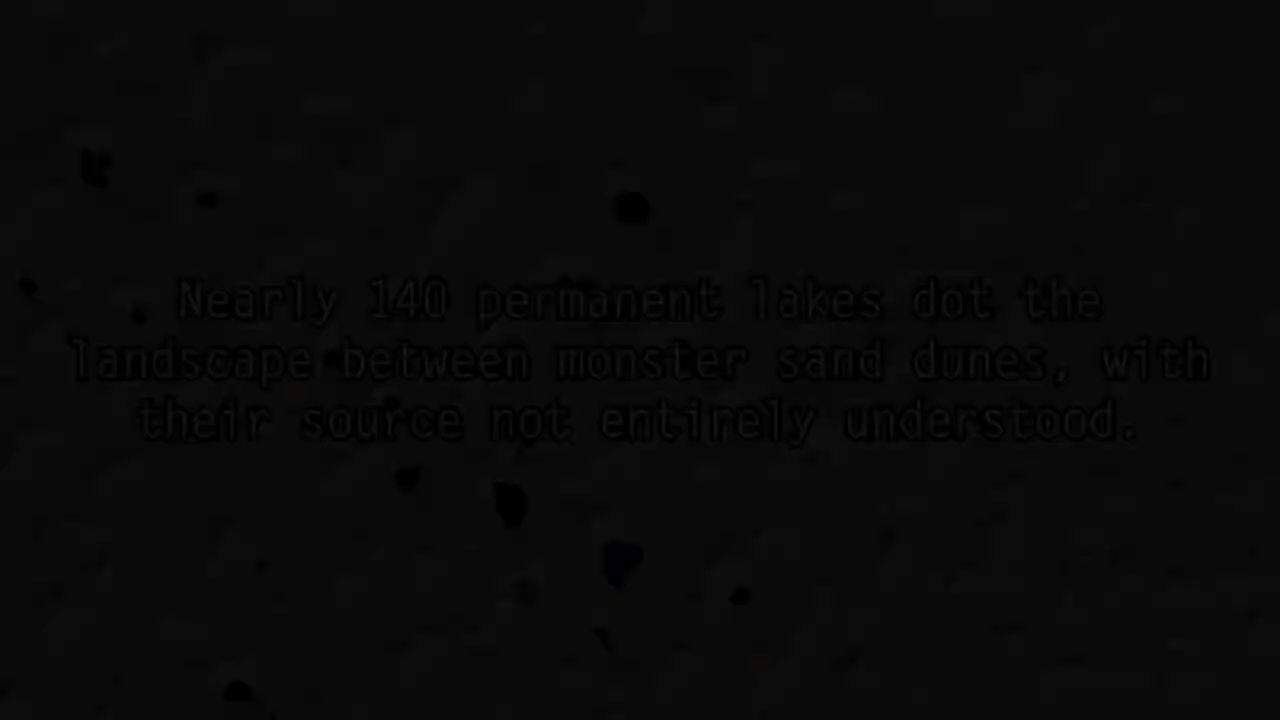 Nearly 140 permanent lakes dot the
landscape between monster sand dunes, with
their source not entirely understood.